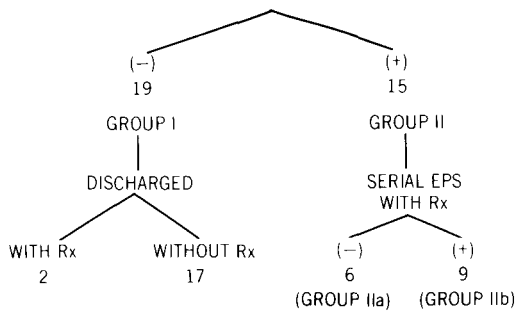 (−) (+)
19 15
GROUP I GROUP II
DISCHARGED SERIAL EPS
WITH Rx
WITH Rx WITHOUT Rx (−) (+)
2 17 6 9
(GROUP IIa) (GROUP IIb)